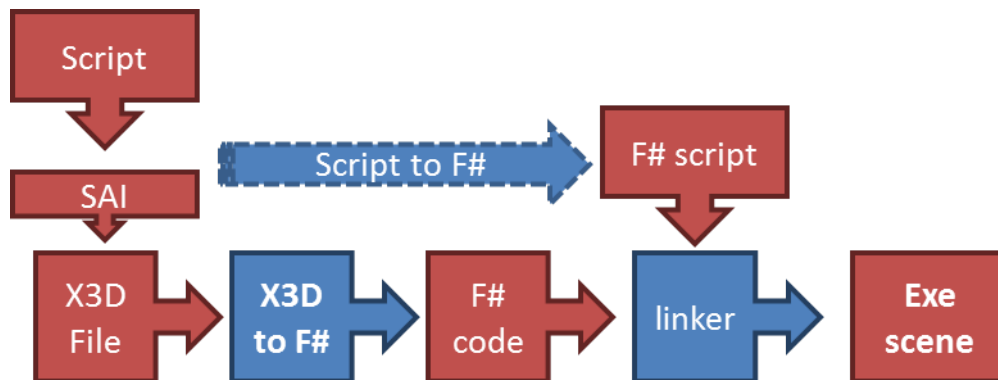 Script
Script to F#
F# script
SAI
X3D
File
X3D
to F#
F#
code
linker
Exe
scene